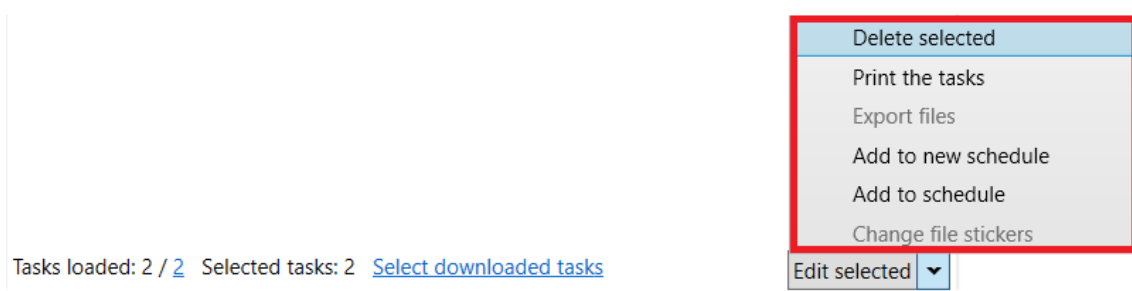 Delete selected
Print the tasks
Export files
Add to new schedule
Add to schedule
Change file stickers
Tasks loaded: 2 / 2 Selected tasks: 2 Select downloaded tasks Edit selected